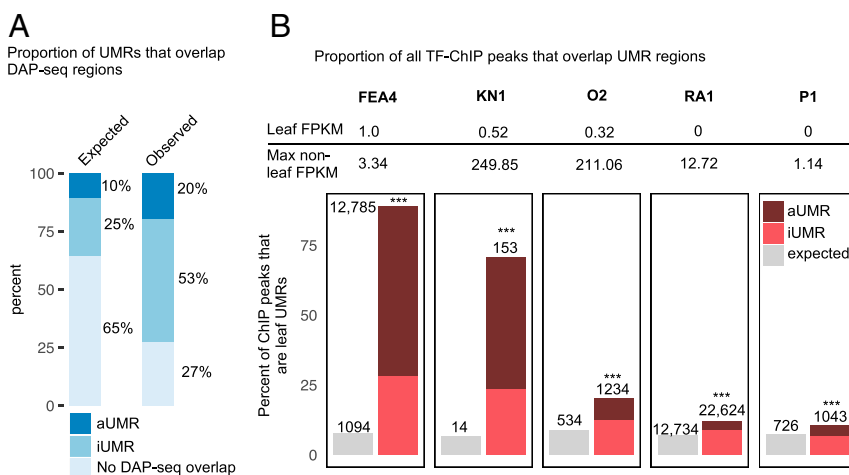 A
Proportion of UMRs that overlap
DAP-seq regions
Expected
Observed
percent
100
75
50
25
0
10%
25%
65%
20%
53%
27%
aUMR
iUMR
No DAP-seq overlap
B
Proportion of all TF-ChIP peaks that overlap UMR regions
FEA4 KN1 O2 RA1 P1
Leaf FPKM 1.0 0.52 0.32 0 0
Max non-
leaf FPKM 3.34 249.85 211.06 12.72 1.14
Percent of ChIP peaks that
are leaf UMRs
75
50
25
0
12,785 ***
1094
***
153
14
***
1234
534
***
22,624
12,734
***
1043
726
aUMR
iUMR
expected